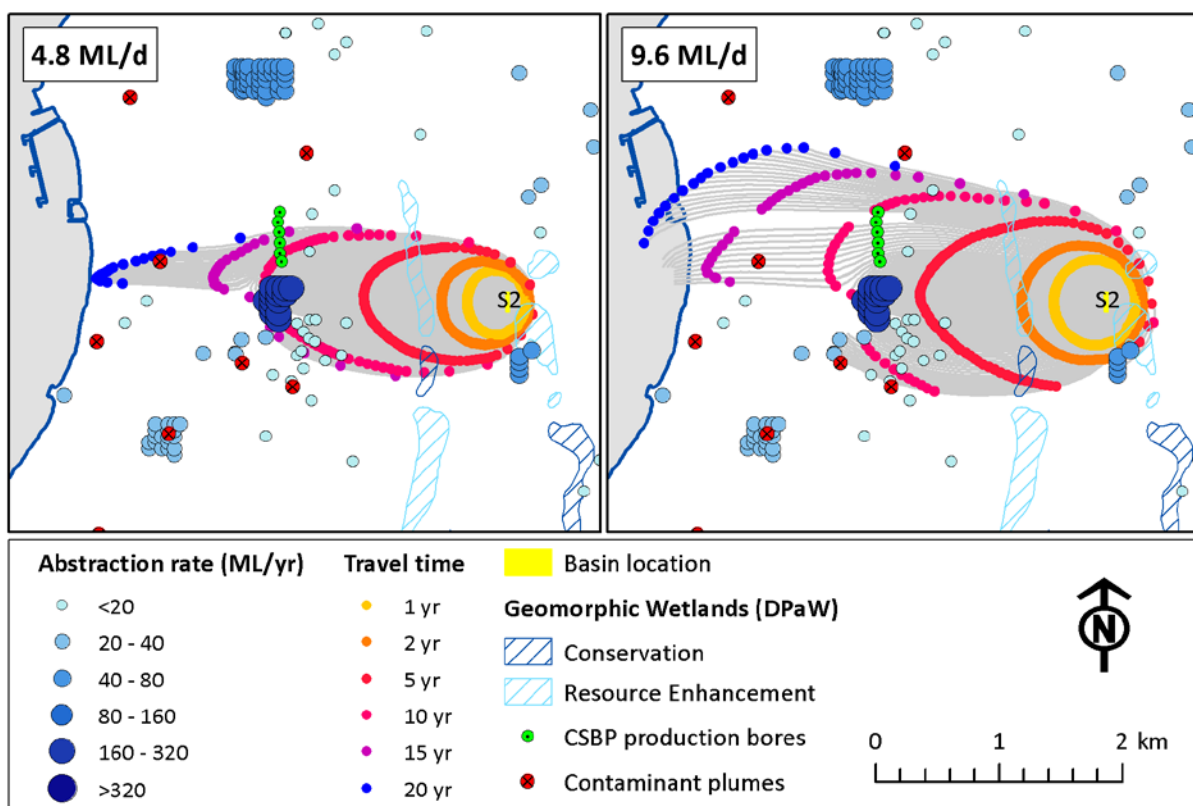 4.8 ML/d
9.6 ML/d
S2
S2
Abstraction rate (ML/yr)
<20
20 - 40
40 - 80
80 - 160
160 - 320
>320
Travel time
1 yr
2 yr
5 yr
10 yr
15 yr
20 yr
Basin location
Geomorphic Wetlands (DPaW)
Conservation
Resource Enhancement
CSBP production bores
Contaminant plumes
N
0 1 2 km